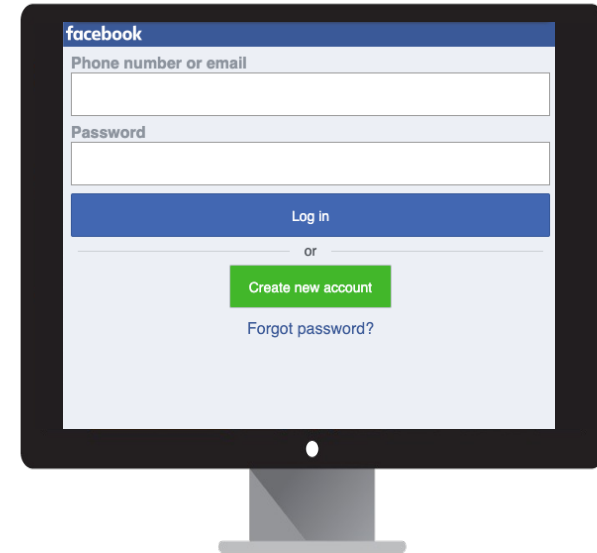 facebook
Phone number or email
Password
Log in
or
Create new account
Forgot password?